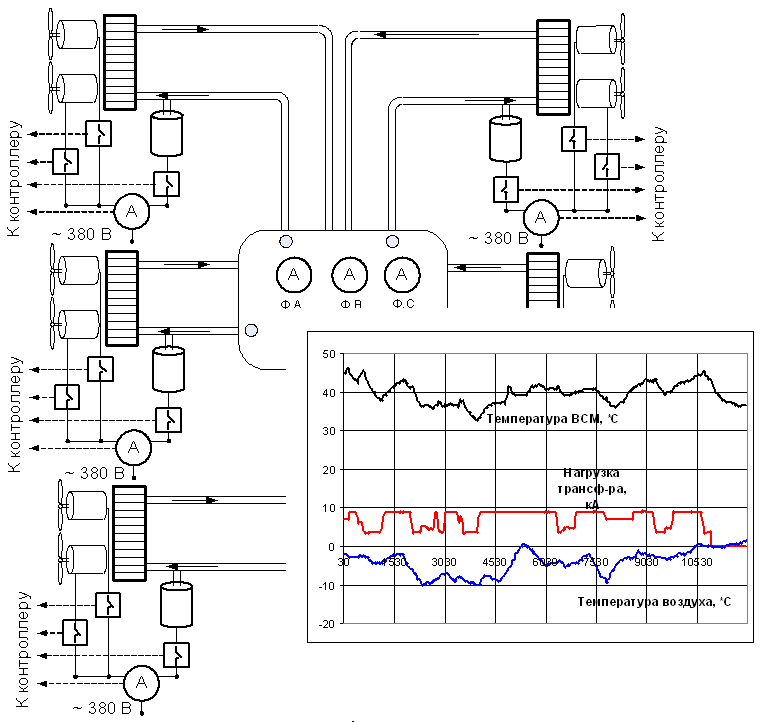 К контроллеру
А
~ 380 В
К контроллеру
А
~ 380 В
А
А
А
Ф.А
Ф.В
Ф.С
К контроллеру
А
~ 380 В
К контроллеру
А
~ 380 В
50
40
30
20
10
0
-10
-20
Температура ВСМ, °С
Нагрузка
трансф-ра,
кА
30
1530
3030
4530
6030
7530
9030
10530
Температура воздуха, °С